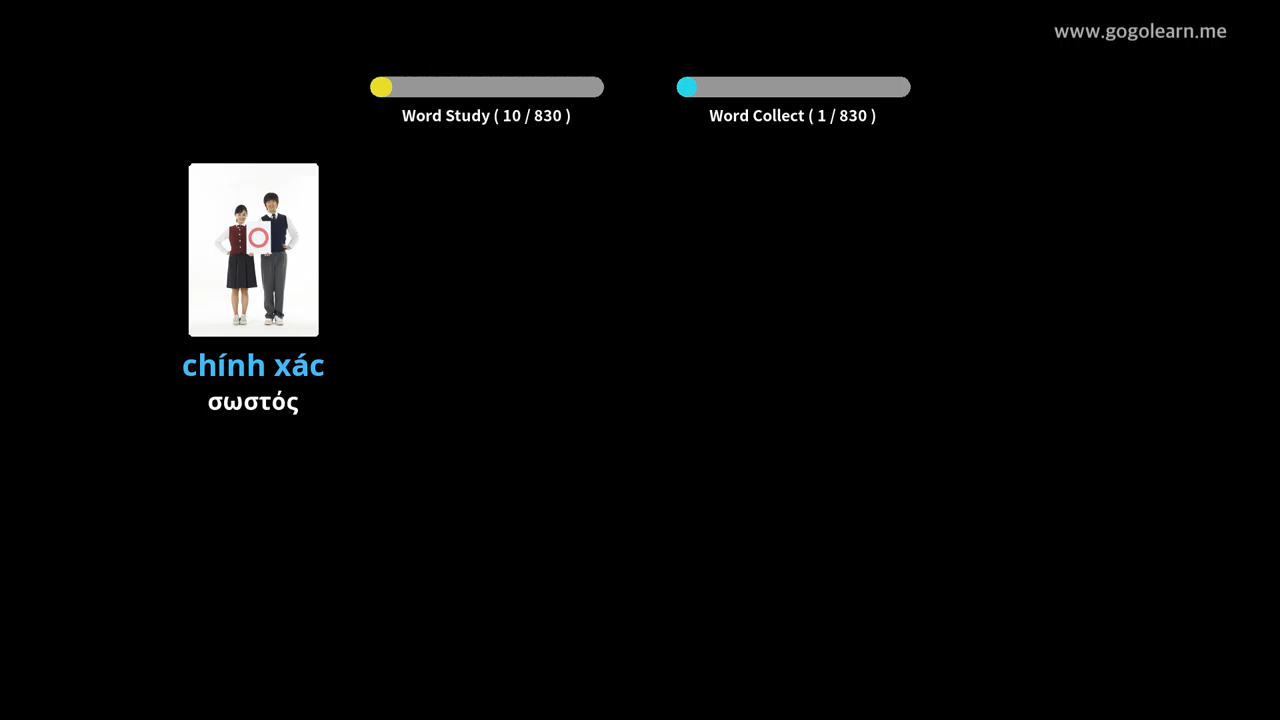 www.gogolearn.me
Word Study ( 10 / 830 )
Word Collect ( 1 / 830 )
chính xác
σωστός